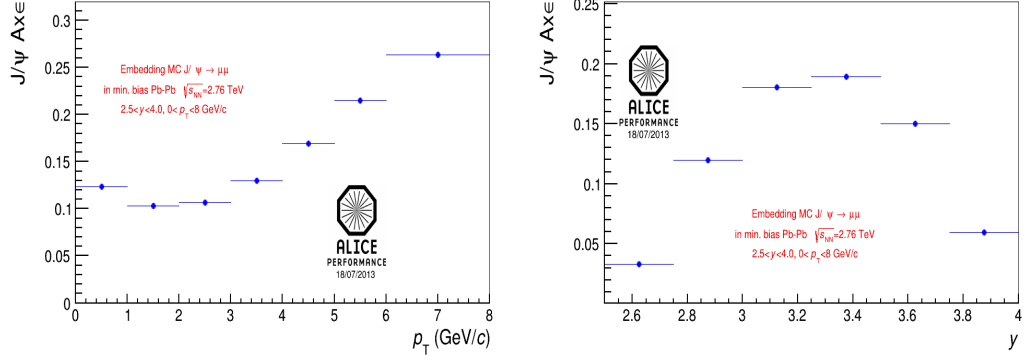 J/ψ Axε
0.3
0.25
0.2
0.15
0.1
0.05
0
Embedding MC J/ ψ → μμ
in min. bias Pb-Pb √sNN=2.76 TeV
2.5<y<4.0, 0< pT<8 GeV/c
ALICE
PERFORMANCE
18/07/2013
0 1 2 3 4 5 6 7 8
pT (GeV/c)
J/ψ Axε
0.25
0.2
0.15
0.1
0.05
ALICE
PERFORMANCE
18/07/2013
Embedding MC J/ ψ → μμ
in min. bias Pb-Pb √sNN=2.76 TeV
2.5<y<4.0, 0< pT<8 GeV/c
2.6 2.8 3 3.2 3.4 3.6 3.8 4
y